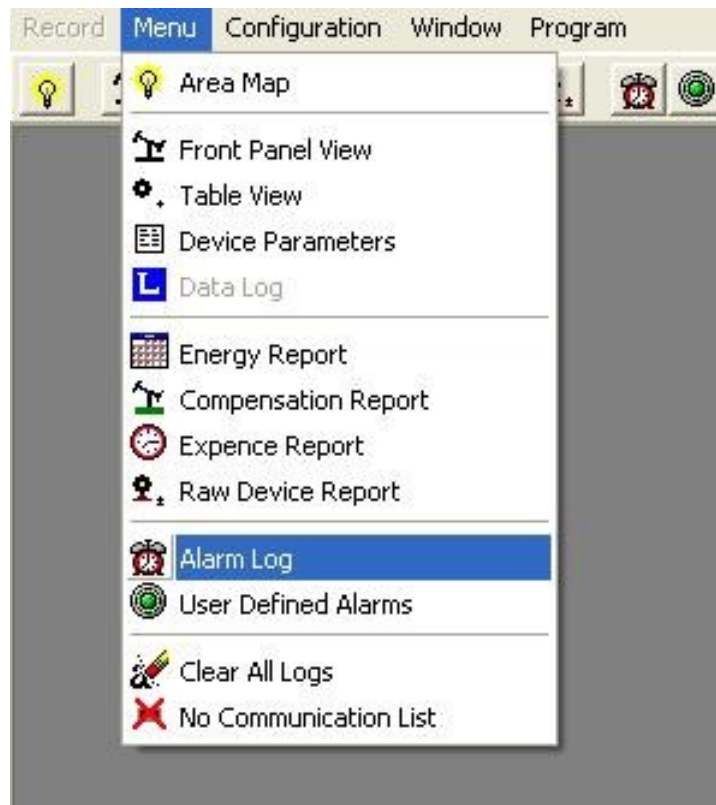 Record Menu Configuration Window Program
Area Map
Front Panel View
Table View
Device Parameters
L Data Log
Energy Report
Compensation Report
Expence Report
Raw Device Report
Alarm Log
User Defined Alarms
Clear All Logs
No Communication List